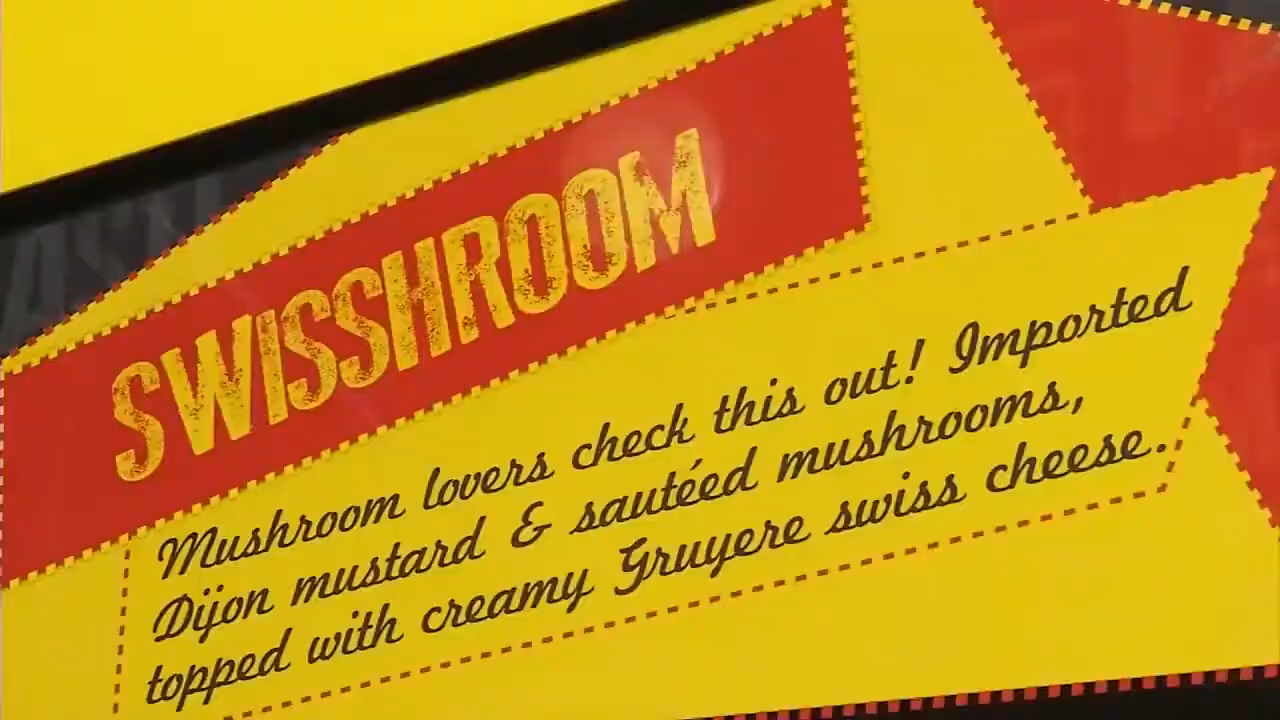 SWISSHROOM
Mushroom lovers check this out! Imported
Dijon mustard & sautéed mushrooms,
topped with creamy Gruyere swiss cheese.